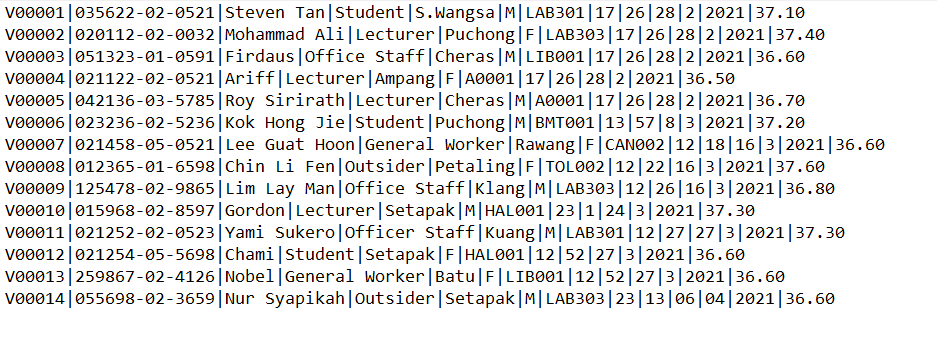 V00001|035622-02-0521|Steven Tan|Student|S.Wangsa|M|LAB301|17|26|28|2|2021|37.10
V00002|020112-02-0032|Mohammad Ali|Lecturer|Puchong|F|LAB303|17|26|28|2|2021|37.40
V00003|051323-01-0591|Firdaus|Office Staff|Cheras|M|LIB001|17|26|28|2|2021|36.60
V00004|021122-02-0521|Ariff|Lecturer|Ampang|F|A0001|17|26|28|2|2021|36.50
V00005|042136-03-5785|Roy Sirirath|Lecturer|Cheras|M|A0001|17|26|28|2|2021|36.70
V00006|023236-02-5236|Kok Hong Jie|Student|Puchong|M|BMT001|13|57|8|3|2021|37.20
V00007|021458-05-0521|Lee Guat Hoon|General Worker|Rawang|F|CAN002|12|18|16|3|2021|36.60
V00008|012365-01-6598|Chin Li Fen|Outsider|Petaling|F|TOL002|12|22|16|3|2021|37.60
V00009|125478-02-9865|Lim Lay Man|Office Staff|Klang|M|LAB303|12|26|16|3|2021|36.80
V00010|015968-02-8597|Gordon|Lecturer|Setapak|M|HAL001|23|1|24|3|2021|37.30
V00011|021252-02-0523|Yami Sukero|Officer Staff|Kuang|M|LAB301|12|27|27|3|2021|37.30
V00012|021254-05-5698|Chami|Student|Setapak|F|HAL001|12|52|27|3|2021|36.60
V00013|259867-02-4126|Nobel|General Worker|Batu|F|LIB001|12|52|27|3|2021|36.60
V00014|055698-02-3659|Nur Syapikah|Outsider|Setapak|M|LAB303|23|13|06|04|2021|36.60